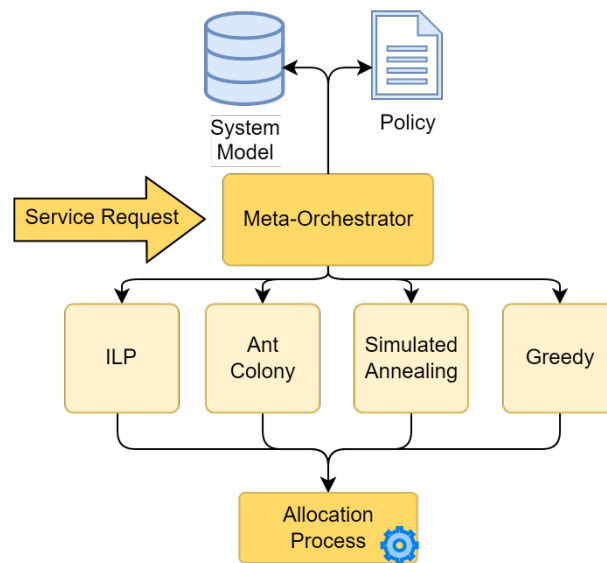 System
Model
Policy
Service Request
Meta-Orchestrator
ILP
Ant
Colony
Simulated
Annealing
Greedy
Allocation
Process